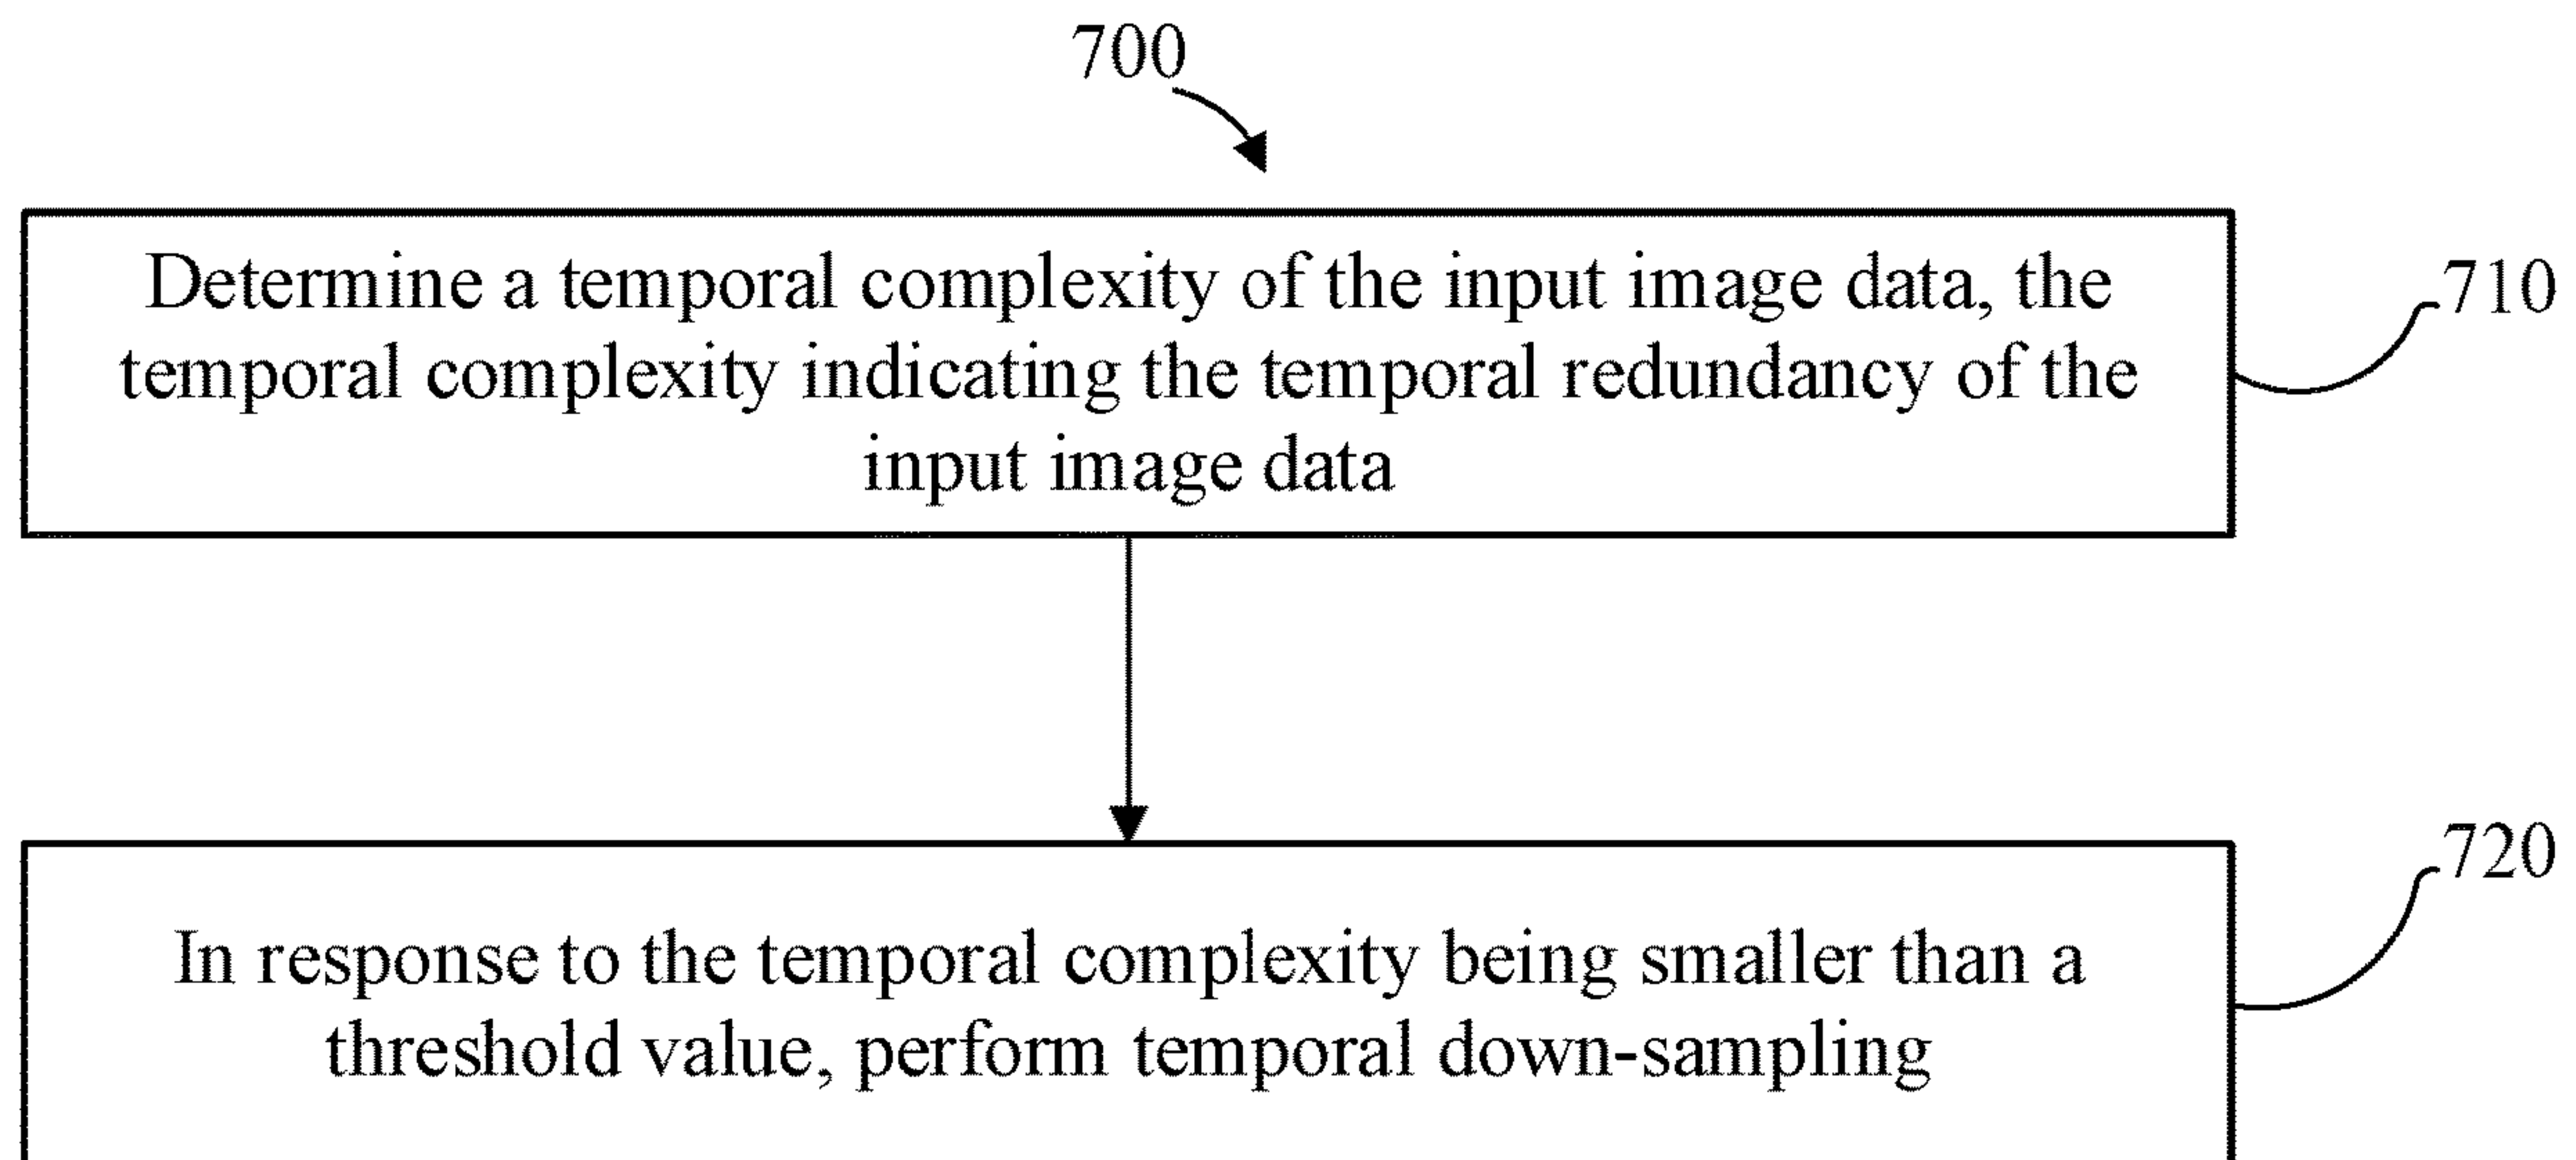 700
Determine a temporal complexity of the input image data, the
temporal complexity indicating the temporal redundancy of the
input image data
710
In response to the temporal complexity being smaller than a
threshold value, perform temporal down-sampling
720